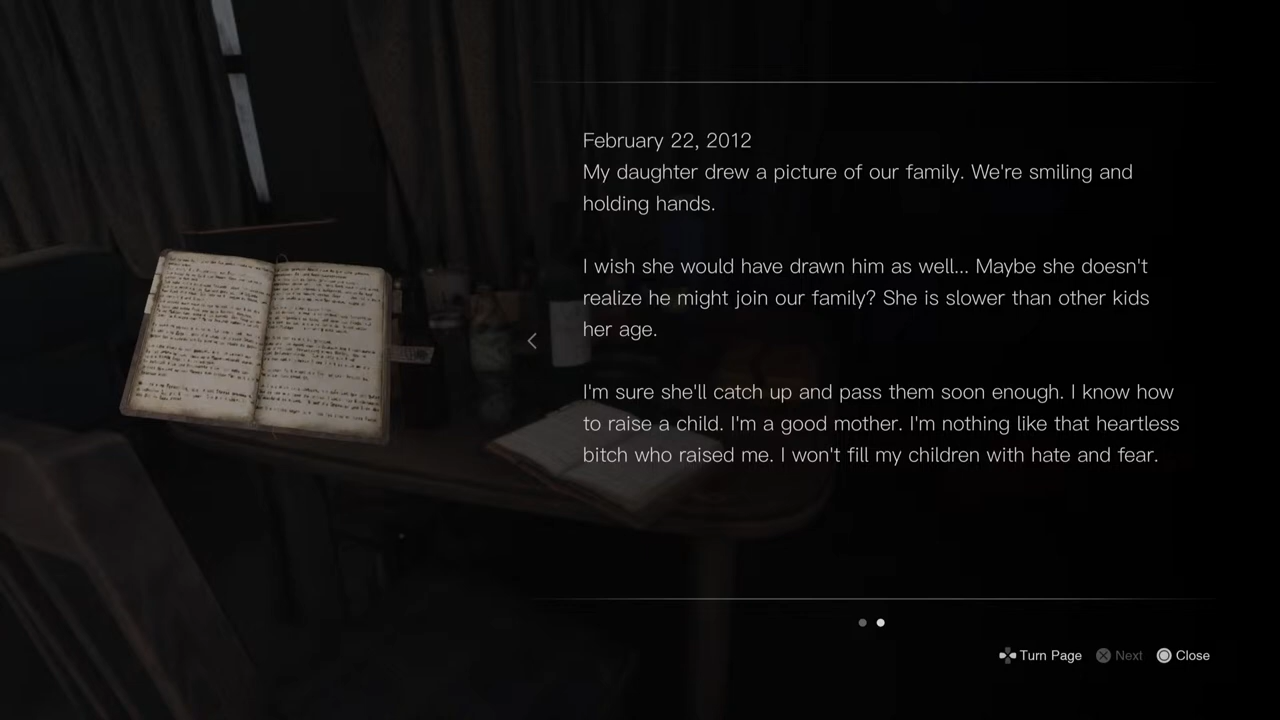 February 22, 2012
My daughter drew a picture of our family. We're smiling and
holding hands.
I wish she would have drawn him as well... Maybe she doesn't
realize he might join our family? She is slower than other kids
her age.
I'm sure she'll catch up and pass them soon enough. I know how
to raise a child. I'm a good mother. I'm nothing like that heartless
bitch who raised me. I won't fill my children with hate and fear.
Turn Page Next Close